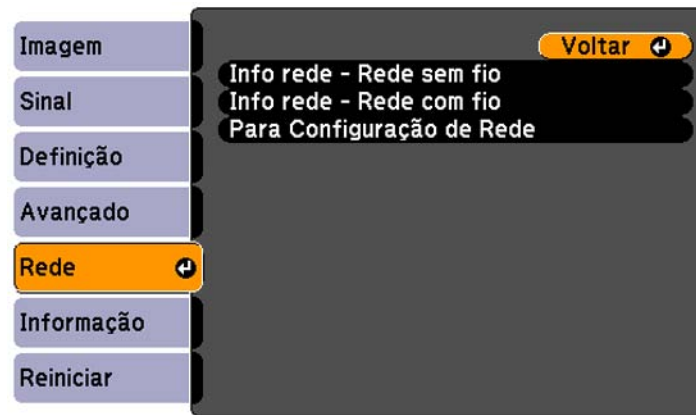 Imagem
Sinal
Definição
Avançado
Rede
Informação
Reiniciar
Voltar
Info rede - Rede sem fio
Info rede - Rede com fio
Para Configuração de Rede